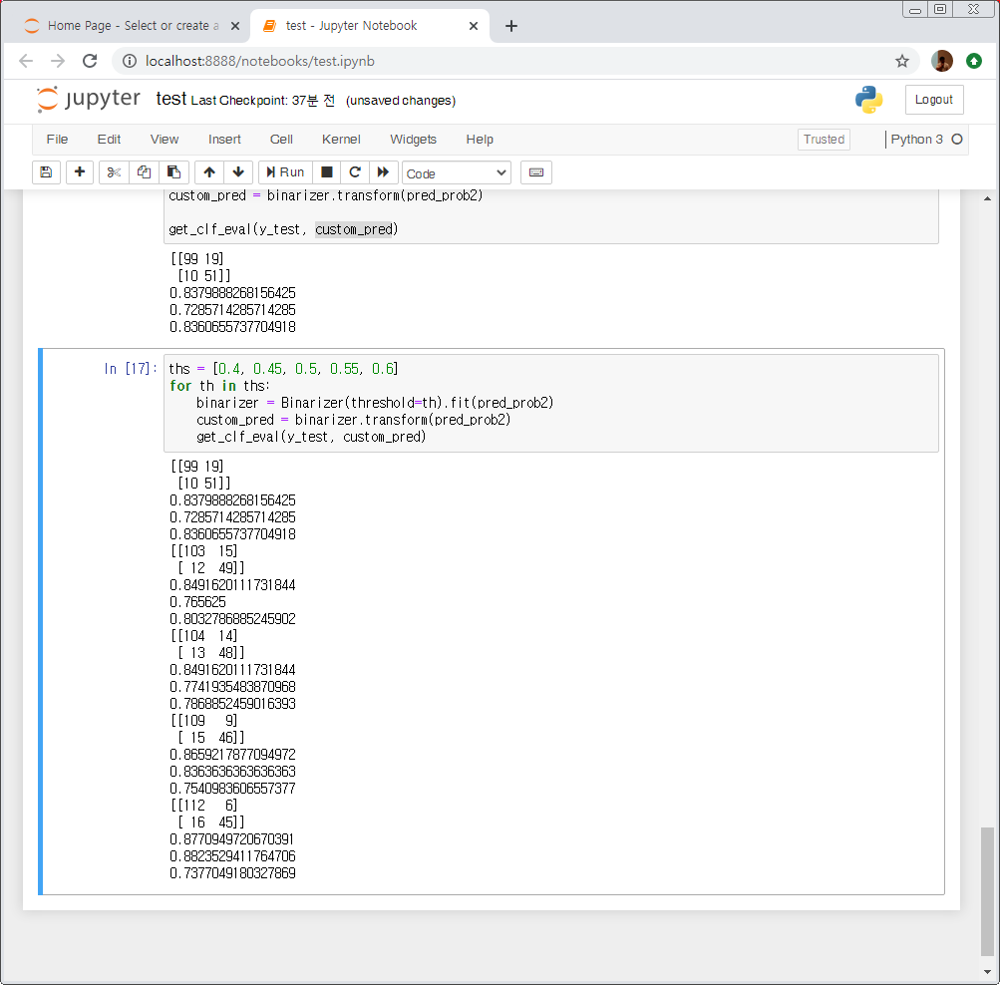 Home Page - Select or create a
test - Jupyter Notebook
localhost:8888/notebooks/test.ipynb
jupyter test Last Checkpoint: 37분 전 (unsaved changes)
Logout
File Edit View Insert Cell Kernel Widgets Help
Trusted
Python 3
Run
Code
custom_pred = binarizer.transform(pred_prob2)
get_clf_eval(y_test, custom_pred)
[[99 19]
[10 51]]
0.8379888268156425
0.7285714285714285
0.8360655737704918
In [17]:
ths = [0.4, 0.45, 0.5, 0.55, 0.6]
for th in ths:
binarizer = Binarizer(threshold=th).fit(pred_prob2)
custom_pred = binarizer.transform(pred_prob2)
get_clf_eval(y_test, custom_pred)
[[99 19]
[10 51]]
0.8379888268156425
0.7285714285714285
0.8360655737704918
[[103 15]
[ 12 49]]
0.8491620111731844
0.765625
0.8032786885245902
[[104 14]
[ 13 48]]
0.8491620111731844
0.7741935483870968
0.7868852459016393
[[109 9]
[ 15 46]]
0.8659217877094972
0.8363636363636363
0.7540983606557377
[[112 6]
[ 16 45]]
0.8770949720670391
0.8823529411764706
0.7377049180327869